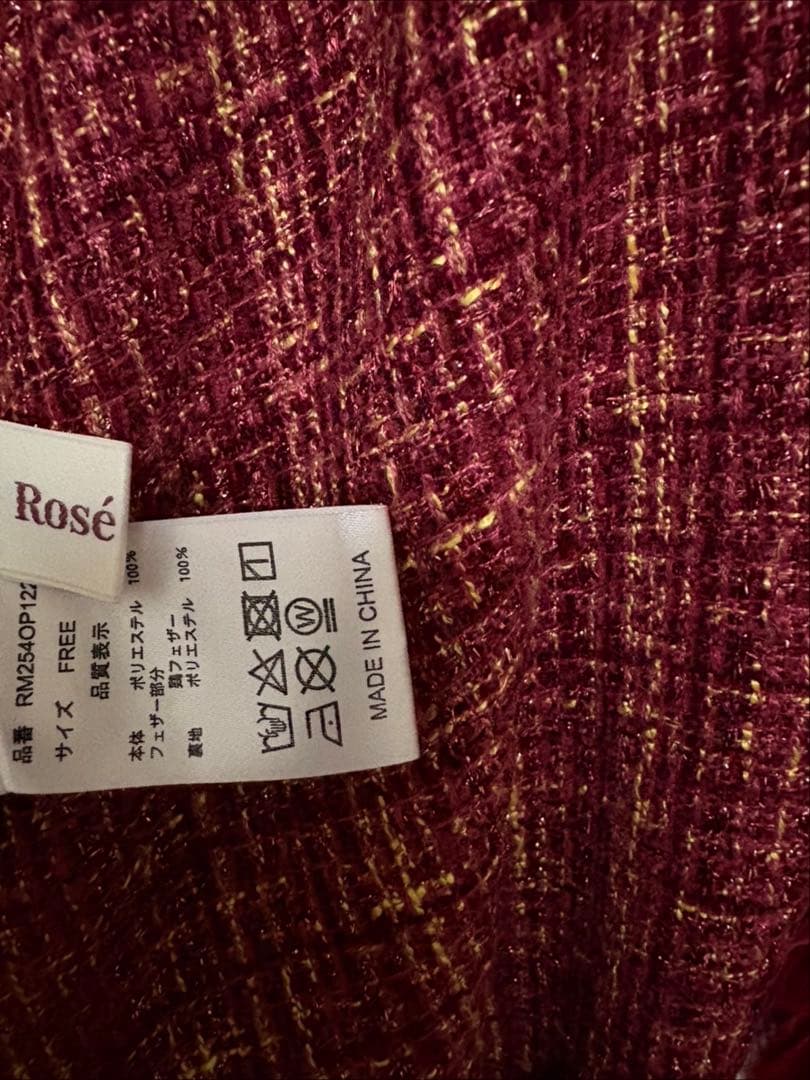 Rosé
品番 RM254OP122
サイズ FREE
品質表示
本体 ポリエステル 100%
フェザー部分
鶏フェザー
裏地 ポリエステル 100%
W
MADE IN CHINA